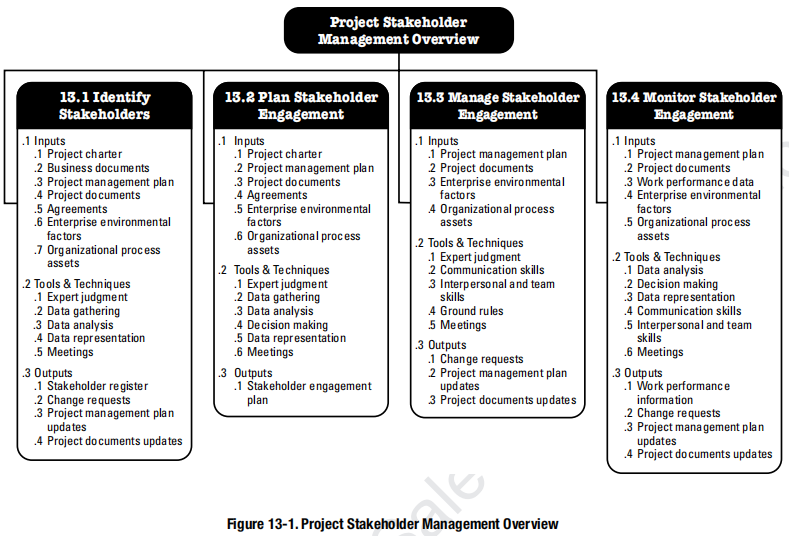 Project Stakeholder
Management Overview
13.1 Identify
Stakeholders
.1 Inputs
.1 Project charter
.2 Business documents
.3 Project management plan
.4 Project documents
.5 Agreements
.6 Enterprise environmental
factors
.7 Organizational process
assets
.2 Tools & Techniques
.1 Expert judgment
.2 Data gathering
.3 Data analysis
.4 Data representation
.5 Meetings
.3 Outputs
.1 Stakeholder register
.2 Change requests
.3 Project management plan
updates
.4 Project documents updates
13.2 Plan Stakeholder
Engagement
.1 Inputs
.1 Project charter
.2 Project management plan
.3 Project documents
.4 Agreements
.5 Enterprise environmental
factors
.6 Organizational process
assets
.2 Tools & Techniques
.1 Expert judgment
.2 Data gathering
.3 Data analysis
.4 Decision making
.5 Data representation
.6 Meetings
.3 Outputs
.1 Stakeholder engagement
plan
13.3 Manage Stakeholder
Engagement
.1 Inputs
.1 Project management plan
.2 Project documents
.3 Enterprise environmental
factors
.4 Organizational process
assets
.2 Tools & Techniques
.1 Expert judgment
.2 Communication skills
.3 Interpersonal and team
skills
.4 Ground rules
.5 Meetings
.3 Outputs
.1 Change requests
.2 Project management plan
updates
.3 Project documents updates
13.4 Monitor Stakeholder
Engagement
.1 Inputs
.1 Project management plan
.2 Project documents
.3 Work performance data
.4 Enterprise environmental
factors
.5 Organizational process
assets
.2 Tools & Techniques
.1 Data analysis
.2 Decision making
.3 Data representation
.4 Communication skills
.5 Interpersonal and team
skills
.6 Meetings
.3 Outputs
.1 Work performance
information
.2 Change requests
.3 Project management plan
updates
.4 Project documents updates
Figure 13-1. Project Stakeholder Management Overview